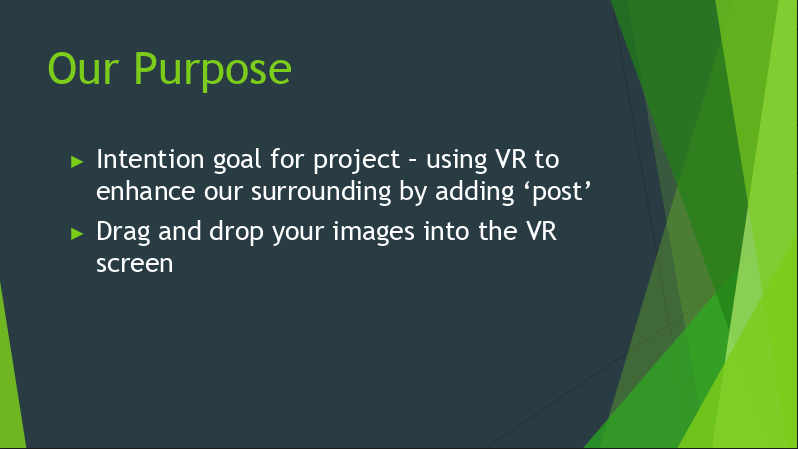 Our Purpose
Intention goal for project – using VR to
enhance our surrounding by adding ‘post’
Drag and drop your images into the VR
screen